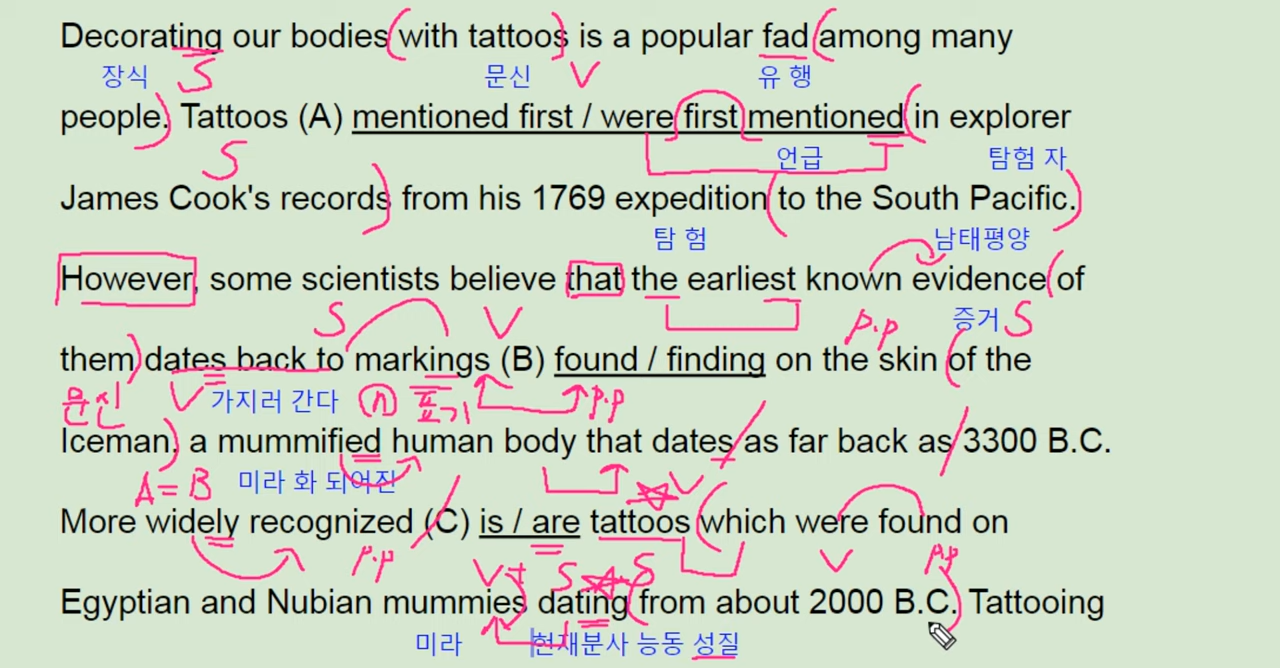 Decorating our bodies (with tattoos) is a popular fad (among many
장식 S 문신 V 유 행
people.) Tattoos (A) mentioned first / were first mentioned (in explorer
S 언급 탐험 자
James Cook's records) from his 1769 expedition (to the South Pacific.)
탐 험 남태평양
However, some scientists believe that the earliest known evidence (of
S V p.p 증거 S
them) dates back to markings (B) found / finding on the skin (of the
문신 V 가지러 간다 n 표기 p.p
Iceman,) a mummified human body that dates / as far back as / 3300 B.C.
A = B 미라 화 되어진 V
More widely recognized / (C) is / are tattoos (which were found on
p.p V S S V p.p
Egyptian and Nubian mummies dating (from about 2000 B.C.) Tattooing
미라 현재분사 능동 성질